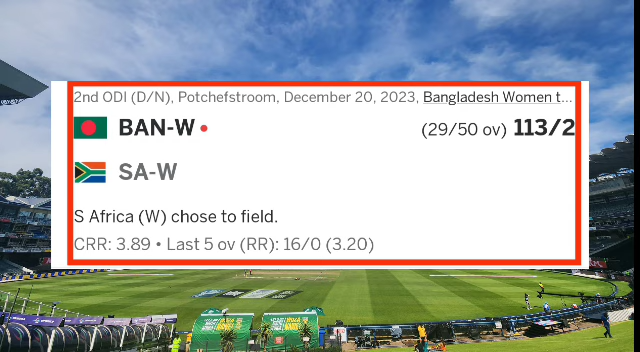 2nd ODI (D/N), Potchefstroom, December 20, 2023, Bangladesh Women t...
BAN-W (29/50 ov) 113/2
SA-W
S Africa (W) chose to field.
CRR: 3.89 • Last 5 ov (RR): 16/0 (3.20)